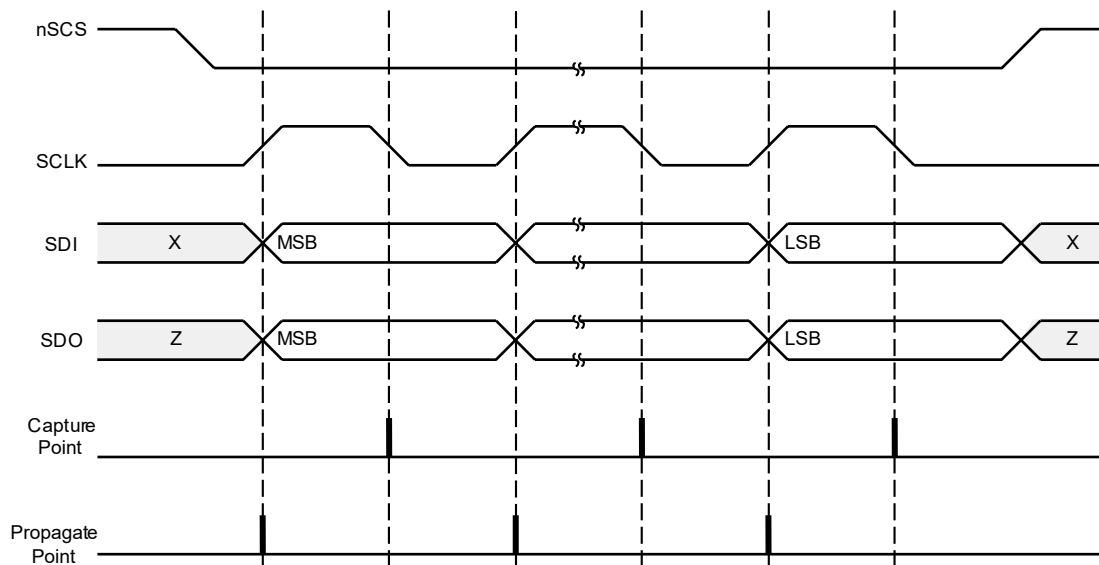 nSCS
SCLK
SDI
X
MSB
LSB
X
SDO
Z
MSB
LSB
Z
Capture
Point
Propagate
Point